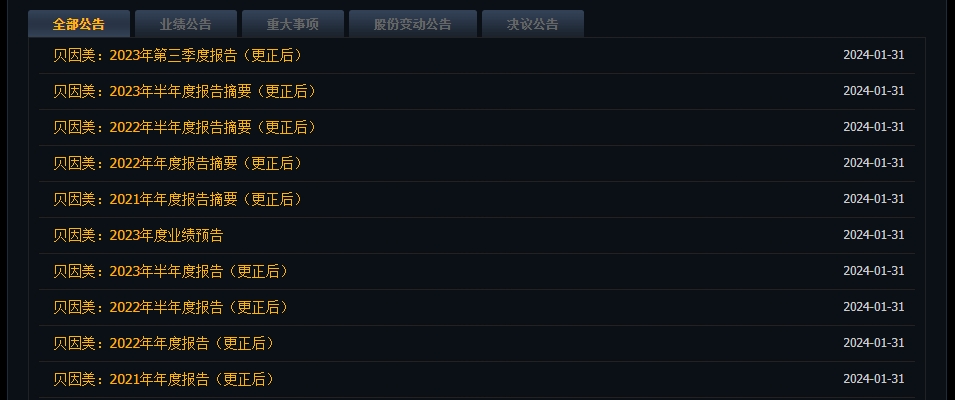 全部公告 业绩公告 重大事项 股份变动公告 决议公告
贝因美：2023年第三季度报告（更正后） 2024-01-31
贝因美：2023年半年度报告摘要（更正后） 2024-01-31
贝因美：2022年半年度报告摘要（更正后） 2024-01-31
贝因美：2022年年度报告摘要（更正后） 2024-01-31
贝因美：2021年年度报告摘要（更正后） 2024-01-31
贝因美：2023年度业绩预告 2024-01-31
贝因美：2023年半年度报告（更正后） 2024-01-31
贝因美：2022年半年度报告（更正后） 2024-01-31
贝因美：2022年年度报告（更正后） 2024-01-31
贝因美：2021年年度报告（更正后） 2024-01-31